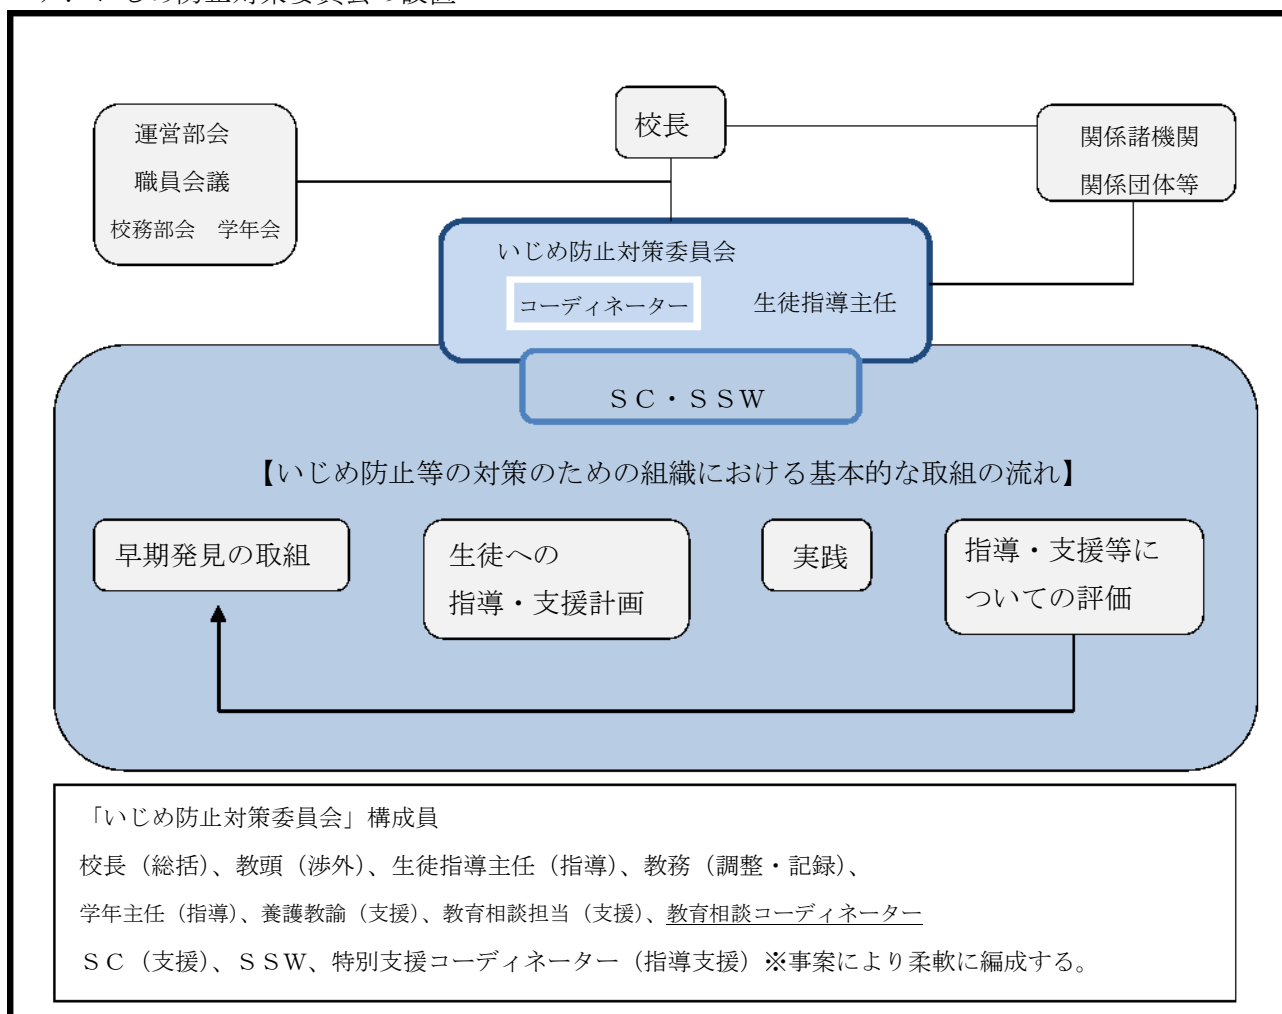 校長
運営部会
職員会議
校務部会 学年会
関係諸機関
関係団体等
いじめ防止対策委員会
コーディネーター 生徒指導主任
ＳＣ・ＳＳＷ
【いじめ防止等の対策のための組織における基本的な取組の流れ】
早期発見の取組
生徒への
指導・支援計画
実践
指導・支援等に
ついての評価
「いじめ防止対策委員会」構成員
校長（総括）、教頭（渉外）、生徒指導主任（指導）、教務（調整・記録）、
学年主任（指導）、養護教諭（支援）、教育相談担当（支援）、教育相談コーディネーター
ＳＣ（支援）、ＳＳＷ、特別支援コーディネーター（指導支援）※事案により柔軟に編成する。